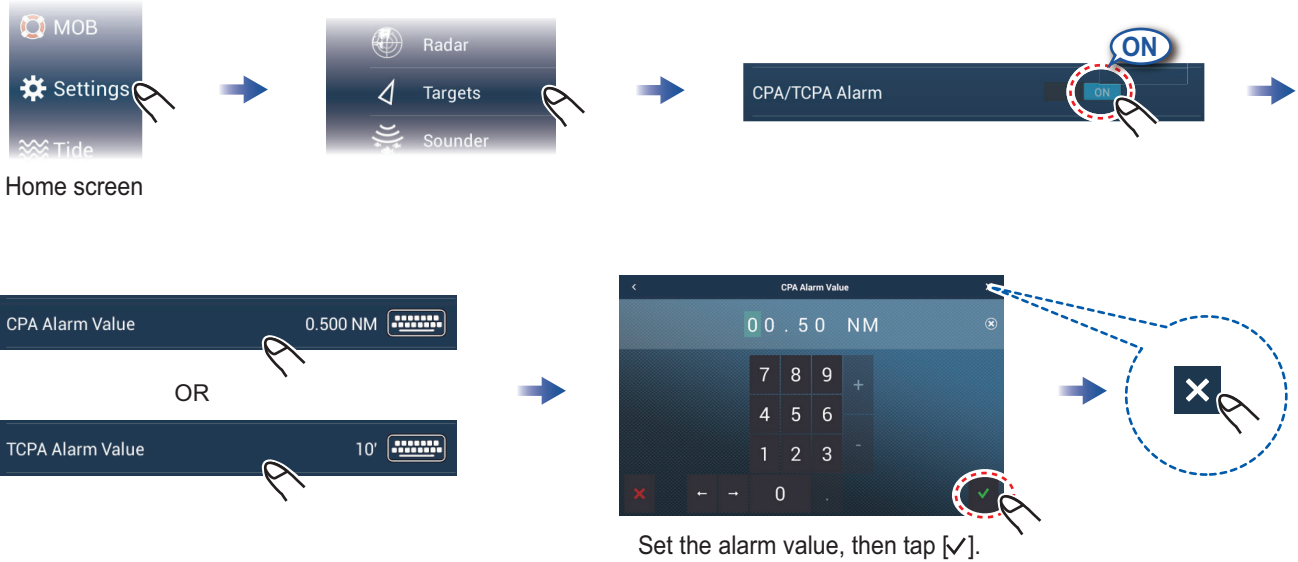 MOB
Settings
Tide
Home screen
Radar
Targets
Sounder
ON
CPA/TCPA Alarm
ON
CPA Alarm Value 0.500 NM
OR
TCPA Alarm Value 10'
CPA Alarm Value
00.50 NM
7 8 9 +
4 5 6
1 2 3 -
← → 0 .
Set the alarm value, then tap [✓].